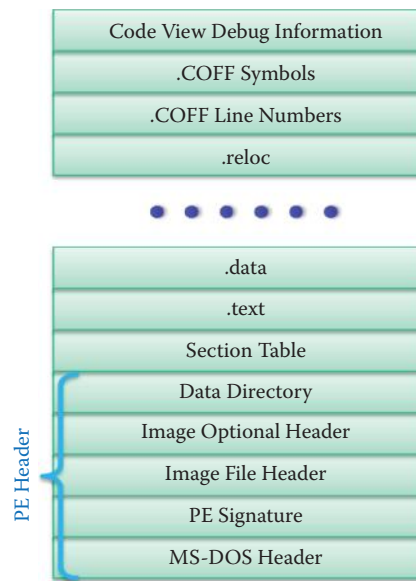 Code View Debug Information
.COFF Symbols
.COFF Line Numbers
.reloc
.data
.text
Section Table
Data Directory
Image Optional Header
Image File Header
PE Signature
MS-DOS Header
PE Header